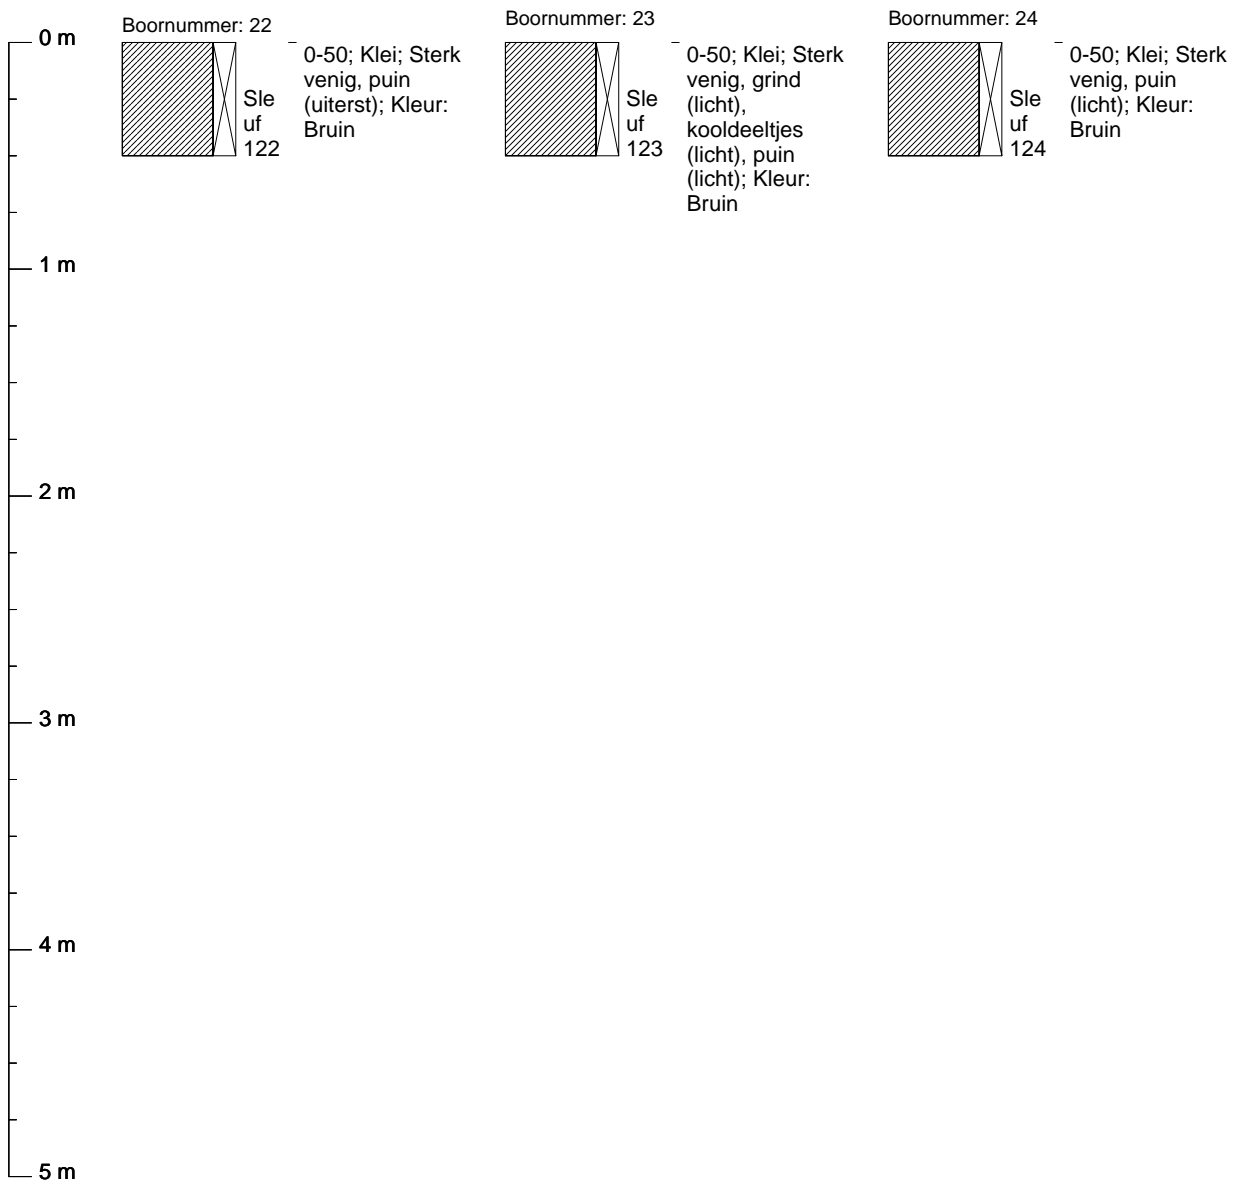 Boornummer: 22
0-50; Klei; Sterk
venig, puin
(uiterst); Kleur:
Bruin
Sle
uf
122
Boornummer: 23
0-50; Klei; Sterk
venig, grind
(licht),
kooldeeltjes
(licht), puin
(licht); Kleur:
Bruin
Sle
uf
123
Boornummer: 24
0-50; Klei; Sterk
venig, puin
(licht); Kleur:
Bruin
Sle
uf
124
0 m
1 m
2 m
3 m
4 m
5 m